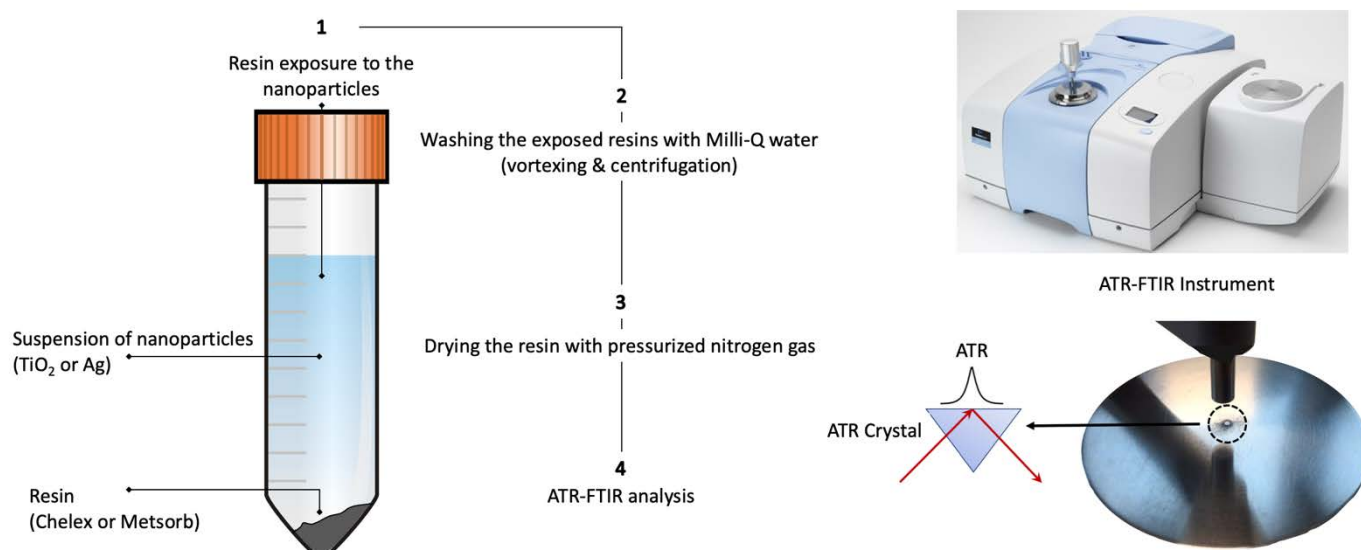 1
Resin exposure to the
nanoparticles
2
Washing the exposed resins with Milli-Q water
(vortexing & centrifugation)
3
Drying the resin with pressurized nitrogen gas
4
ATR-FTIR analysis
Suspension of nanoparticles
(TiO₂ or Ag)
Resin
(Chelex or Metsorb)
ATR-FTIR Instrument
ATR
ATR Crystal